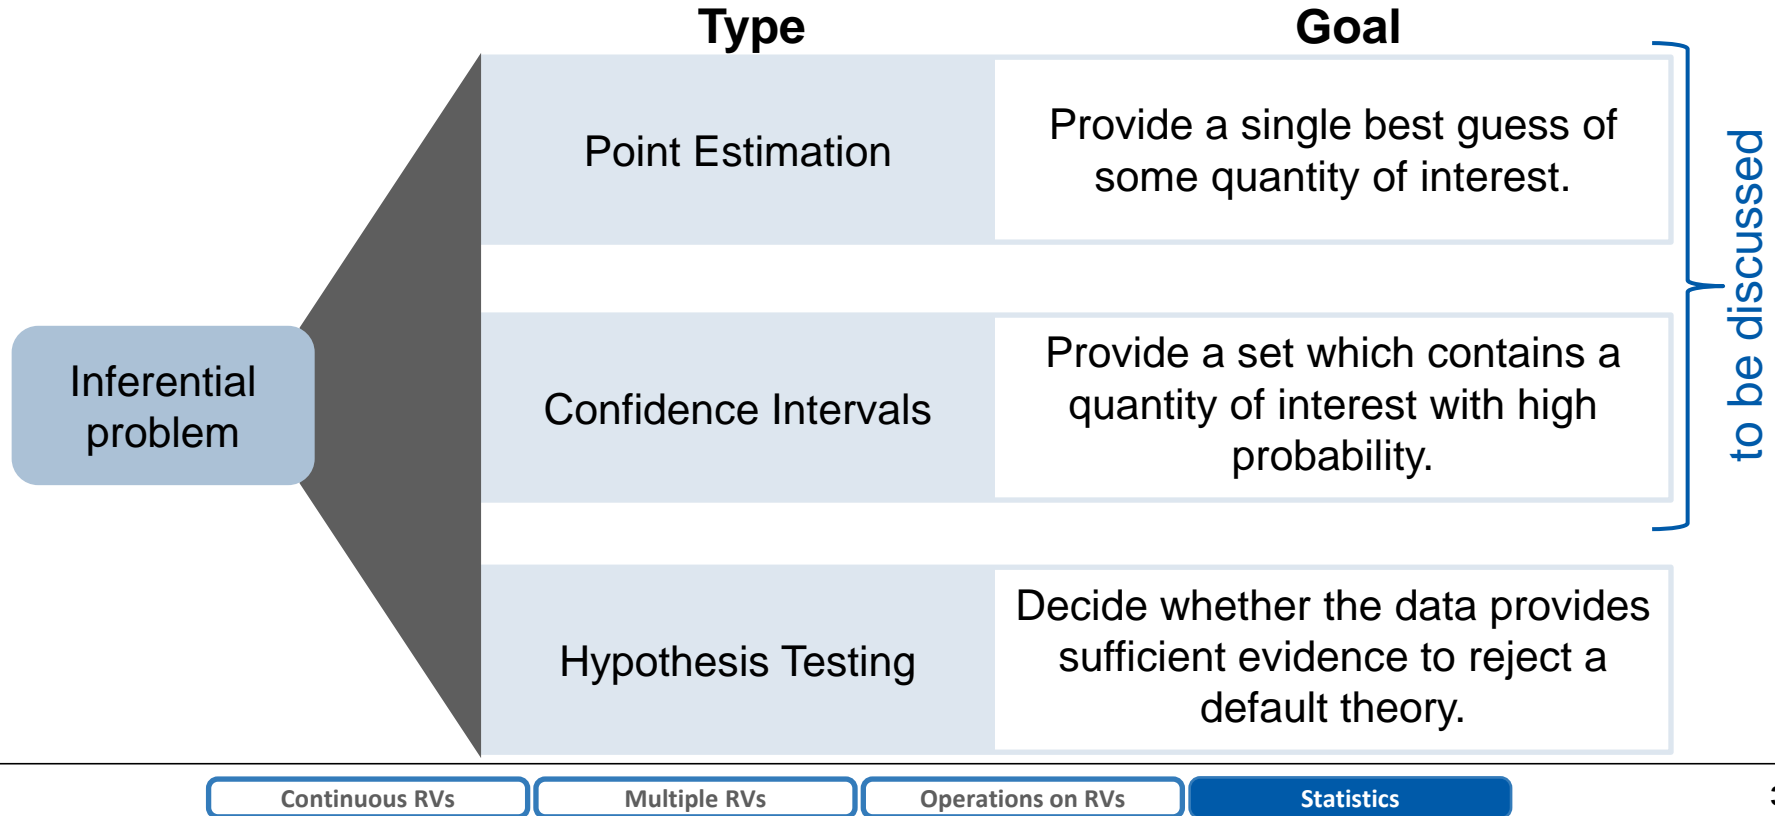 Type
Goal
Point Estimation
Provide a single best guess of
some quantity of interest.
Inferential
problem
Confidence Intervals
Provide a set which contains a
quantity of interest with high
probability.
to be discussed
Hypothesis Testing
Decide whether the data provides
sufficient evidence to reject a
default theory.
Continuous RVs
Multiple RVs
Operations on RVs
Statistics